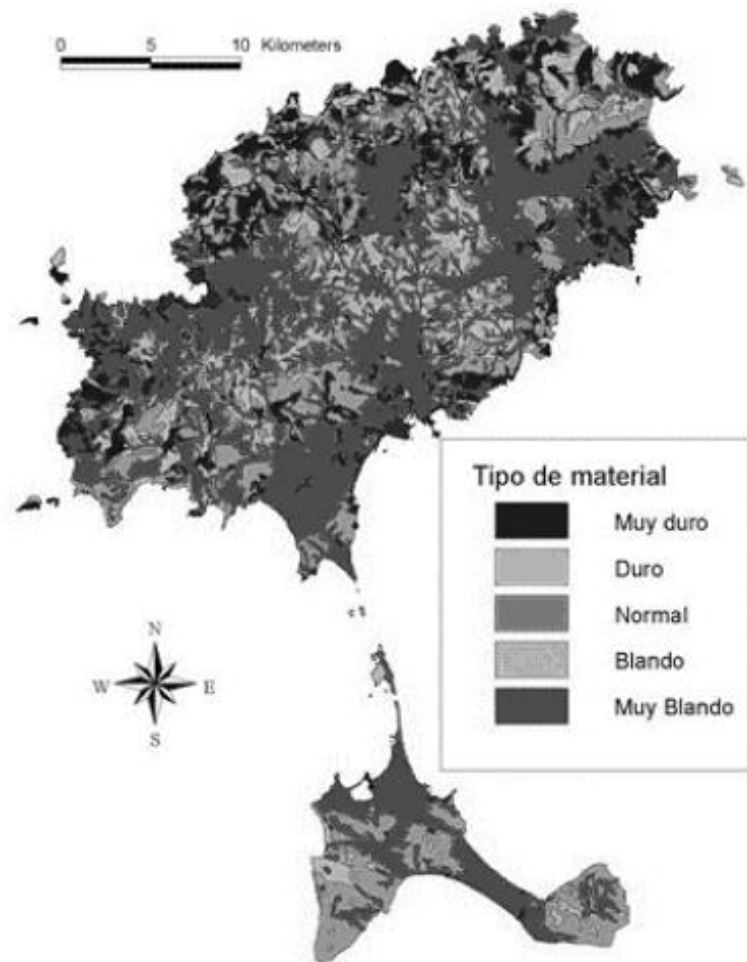 0 5 10 Kilometers
Tipo de material
Muy duro
Duro
Normal
Blando
Muy Blando
N
W E
S